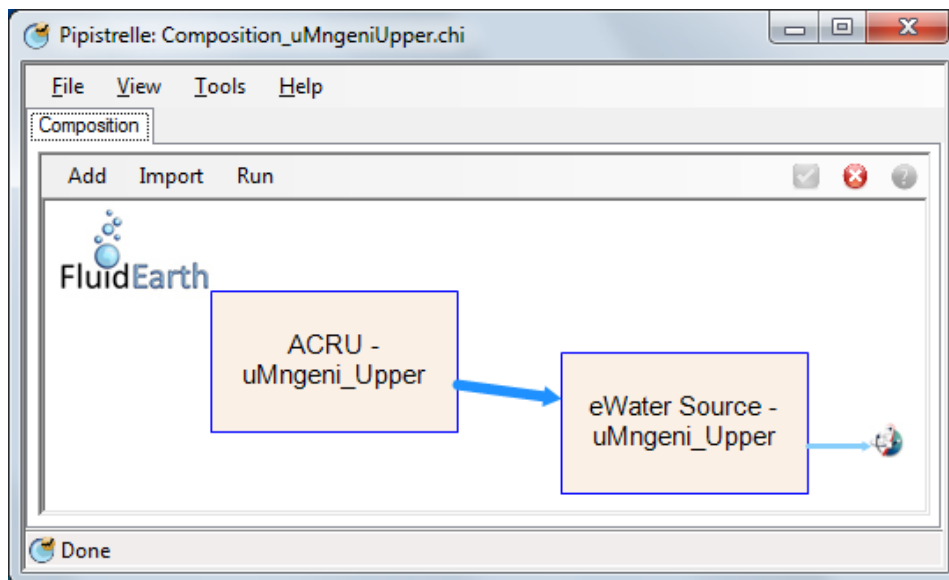 Pipistrelle: Composition_uMngeniUpper.chi
File View Tools Help
Composition
Add Import Run
FluidEarth
ACRU -
uMngeni_Upper
eWater Source -
uMngeni_Upper
Done